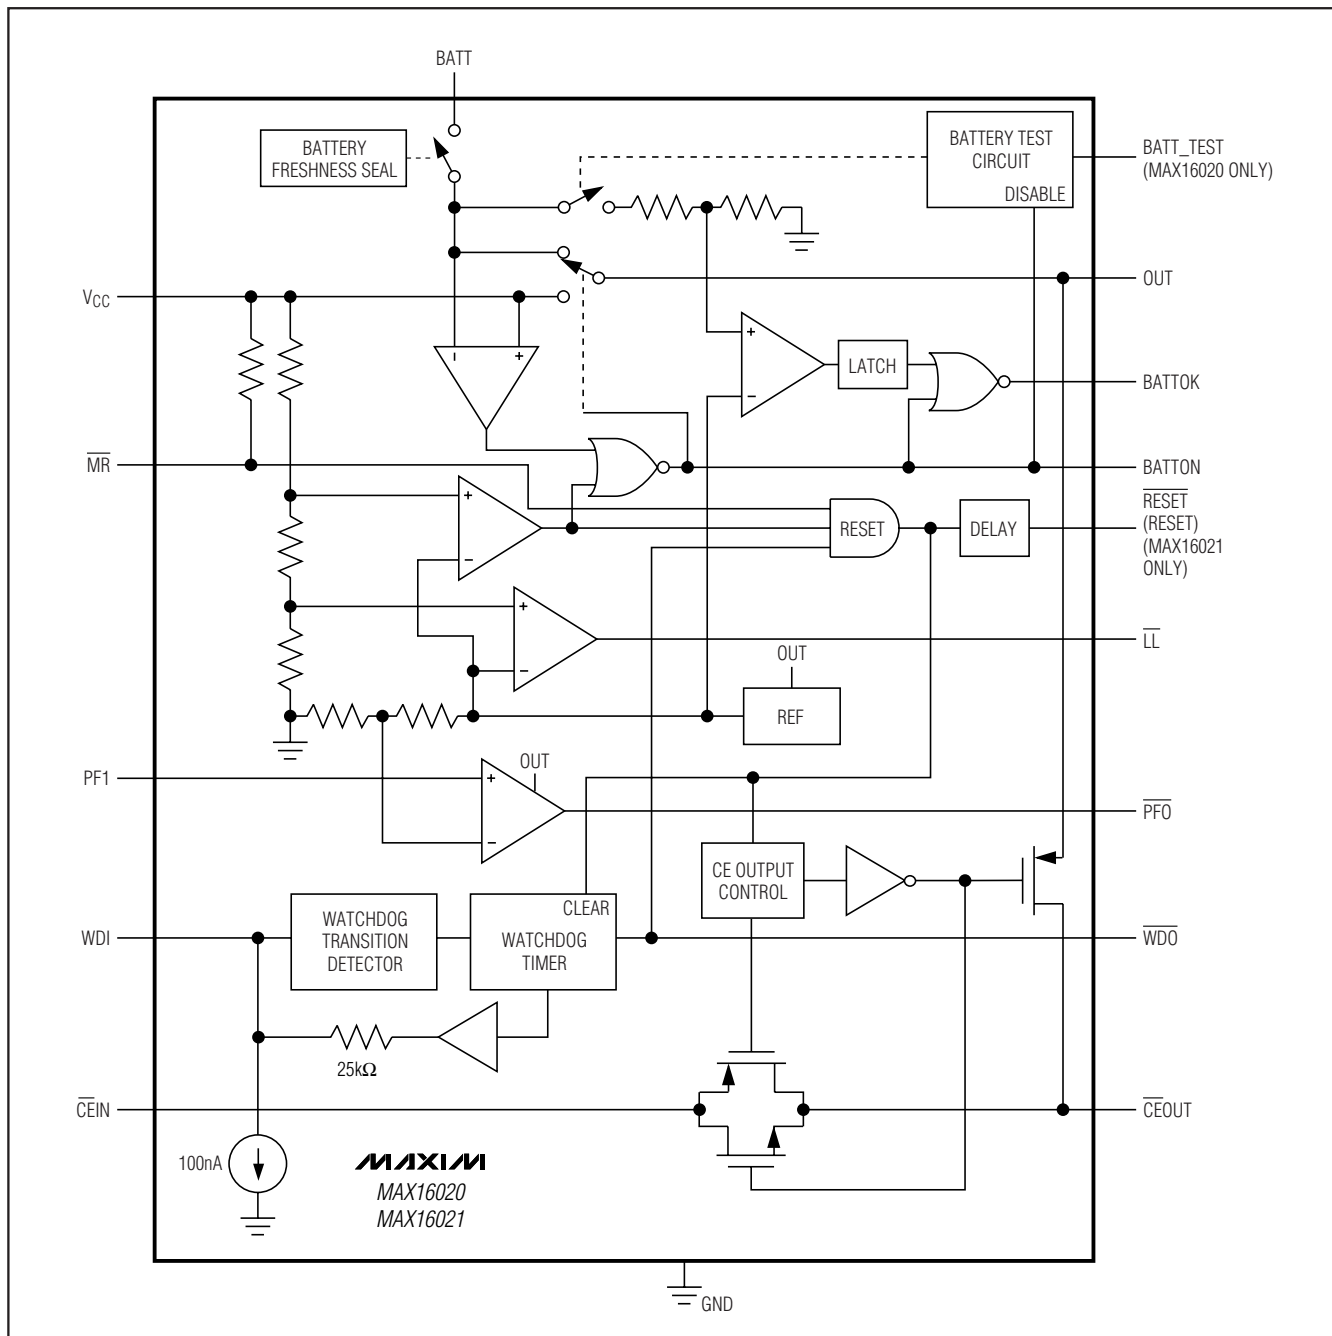 BATT
BATTERY
FRESHNESS SEAL
BATTERY TEST
CIRCUIT
DISABLE
BATT_TEST
(MAX16020 ONLY)
VCC
OUT
LATCH
BATTOK
MR
BATTON
RESET
DELAY
RESET
(RESET)
(MAX16021
ONLY)
LL
OUT
REF
PF1
OUT
PFO
CE OUTPUT
CONTROL
WDI
WATCHDOG
TRANSITION
DETECTOR
CLEAR
WATCHDOG
TIMER
WDO
25kΩ
CEIN
CEOUT
100nA
MAXIM
MAX16020
MAX16021
GND